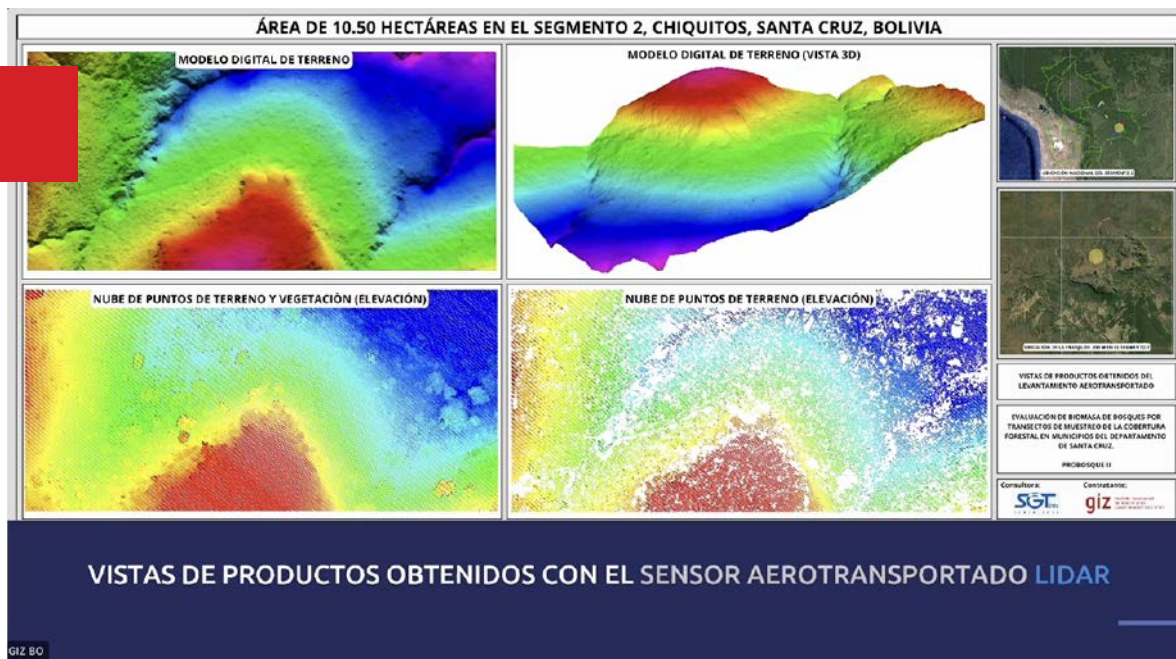 ÁREA DE 10.50 HECTÁREAS EN EL SEGMENTO 2, CHIQUITOS, SANTA CRUZ, BOLIVIA
MODELO DIGITAL DE TERRENO
MODELO DIGITAL DE TERRENO (VISTA 3D)
NUBE DE PUNTOS DE TERRENO Y VEGETACIÒN (ELEVACIÓN)
NUBE DE PUNTOS DE TERRENO (ELEVACIÓN)
VISTAS DE PRODUCTOS OBTENIDOS DEL
LEVANTAMIENTO AEROTRANSPORTADO
EVALUACIÓN DE BIOMASA DE BOSQUES POR
TRANSECTOS DE MUESTREO DE LA COBERTURA
FORESTAL EN MUNICIPIOS DEL DEPARTAMENTO
DE SANTA CRUZ.
PROBOSQUE II
Consultora:
Contratante:
SGT
giz
VISTAS DE PRODUCTOS OBTENIDOS CON EL SENSOR AEROTRANSPORTADO LIDAR
GIZ BO